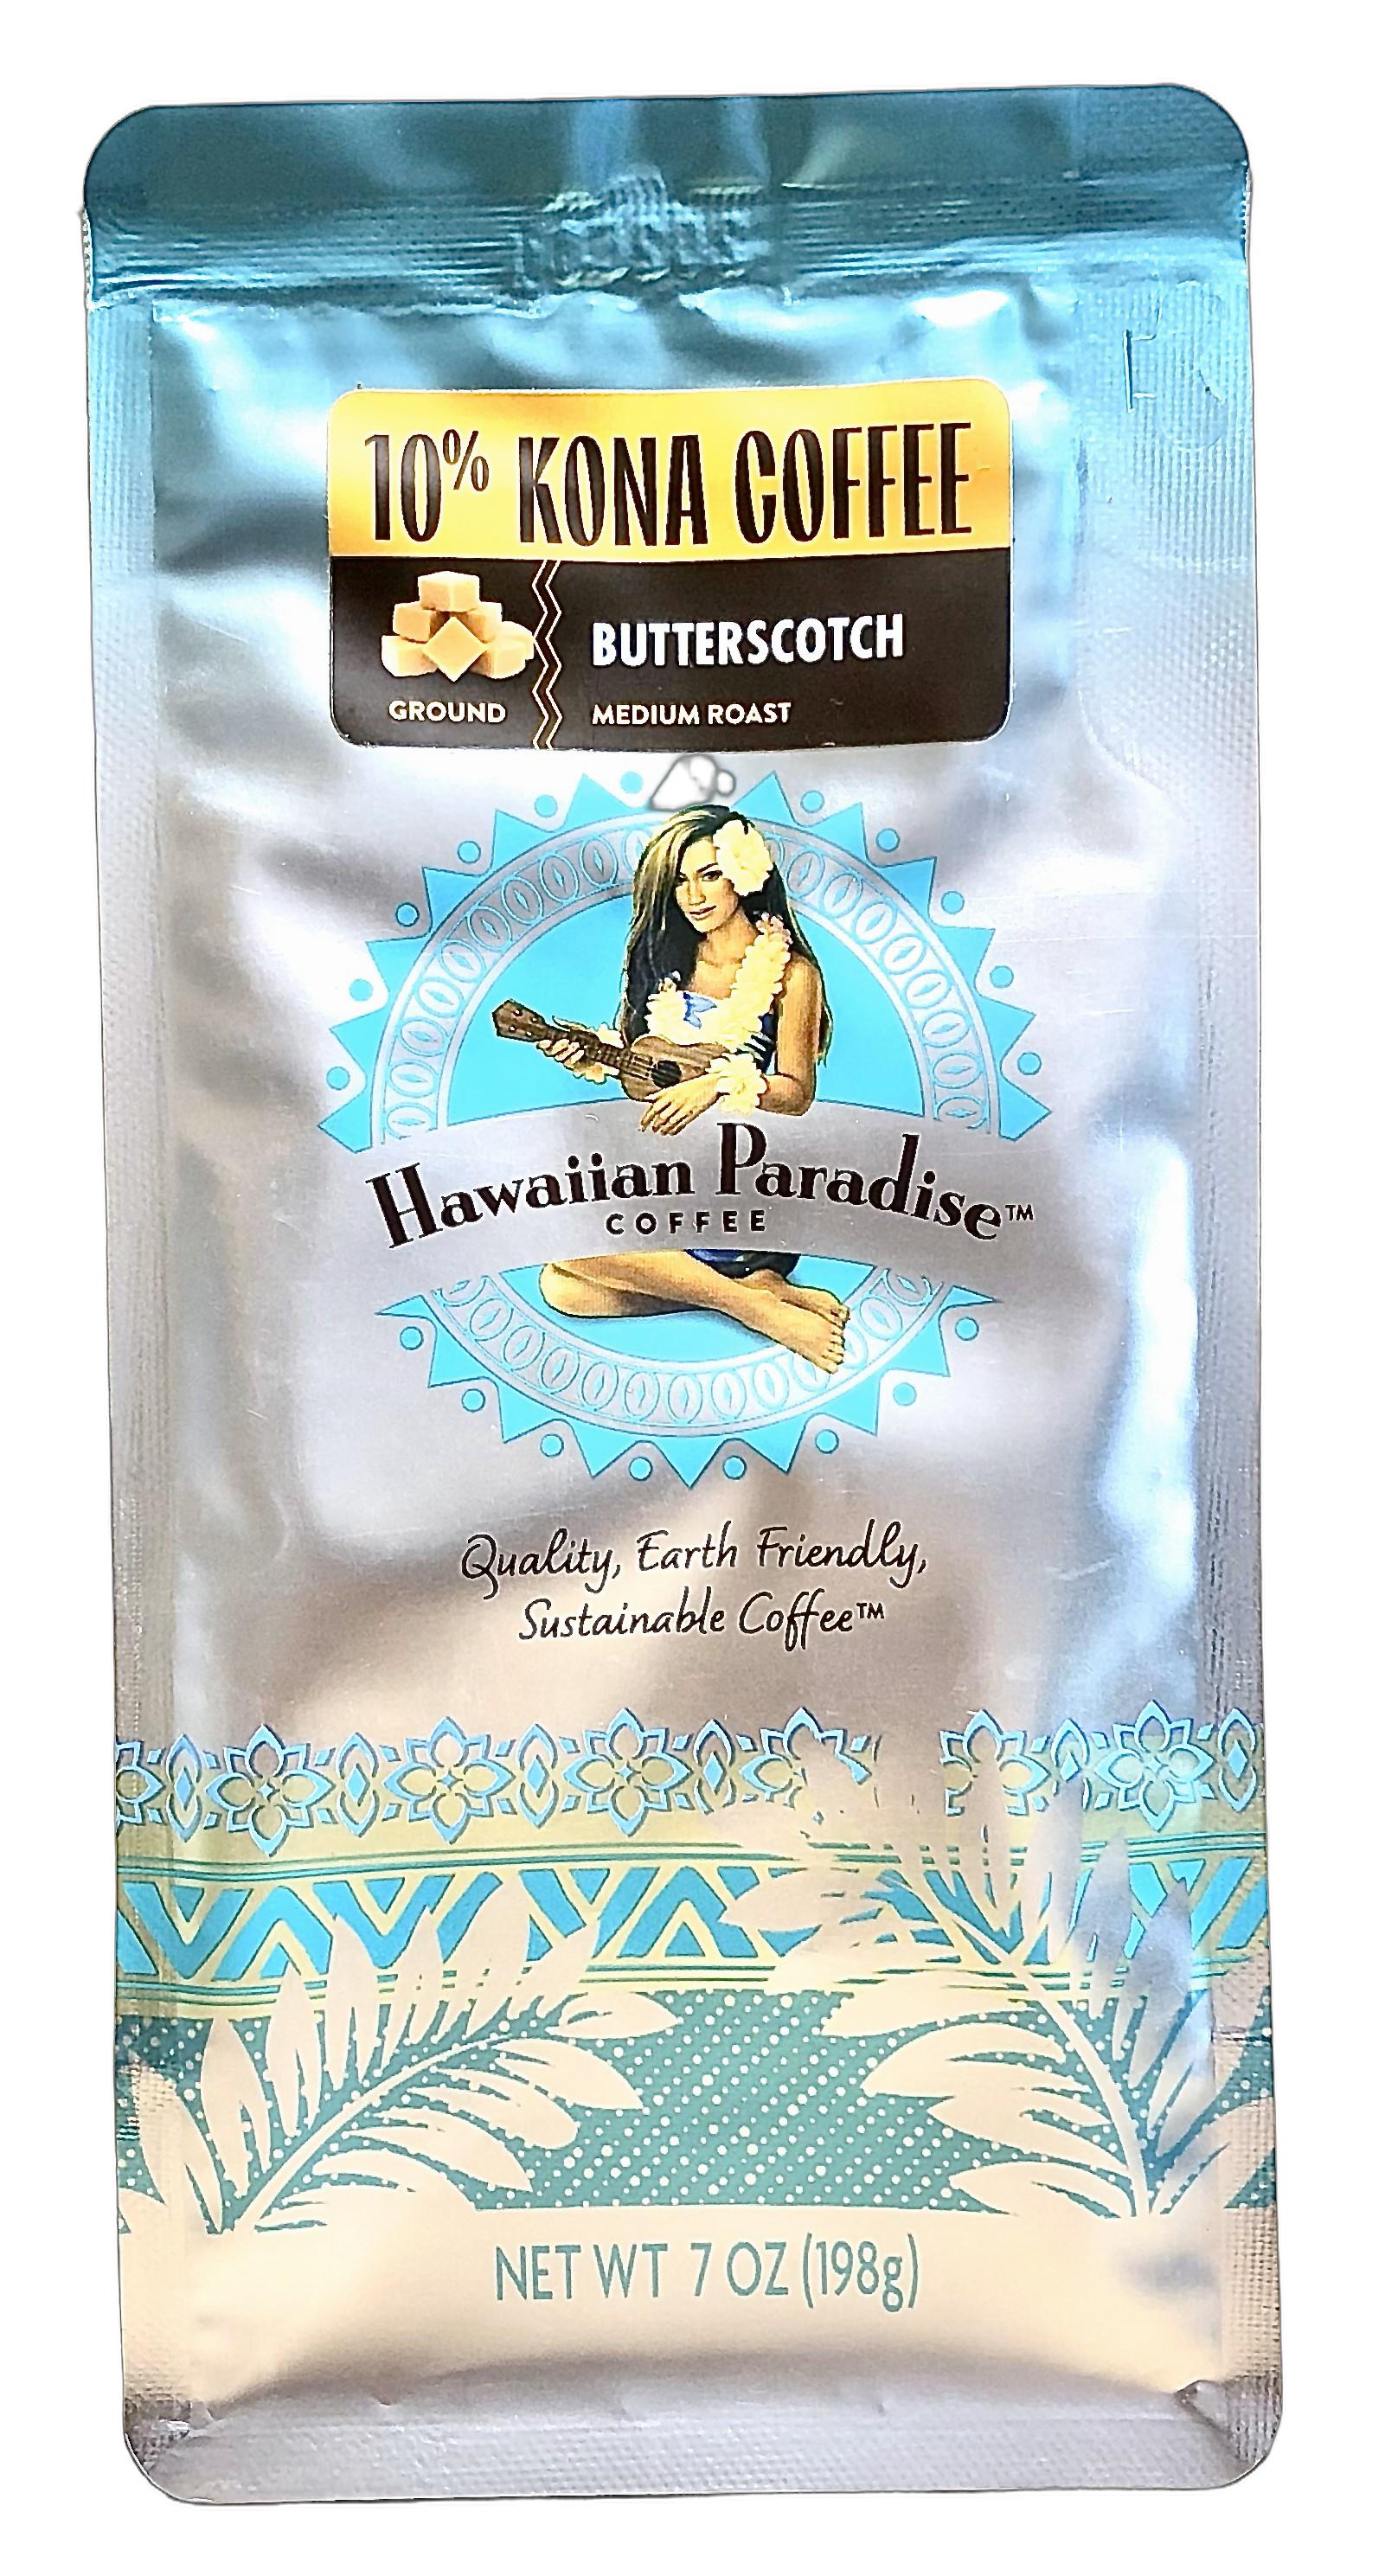 10% KONA COFFEE
BUTTERSCOTCH
GROUND
MEDIUM ROAST
Hawaiian Paradise™
COFFEE
Quality, Earth Friendly,
Sustainable Coffee™
NET WT 7 OZ (198g)